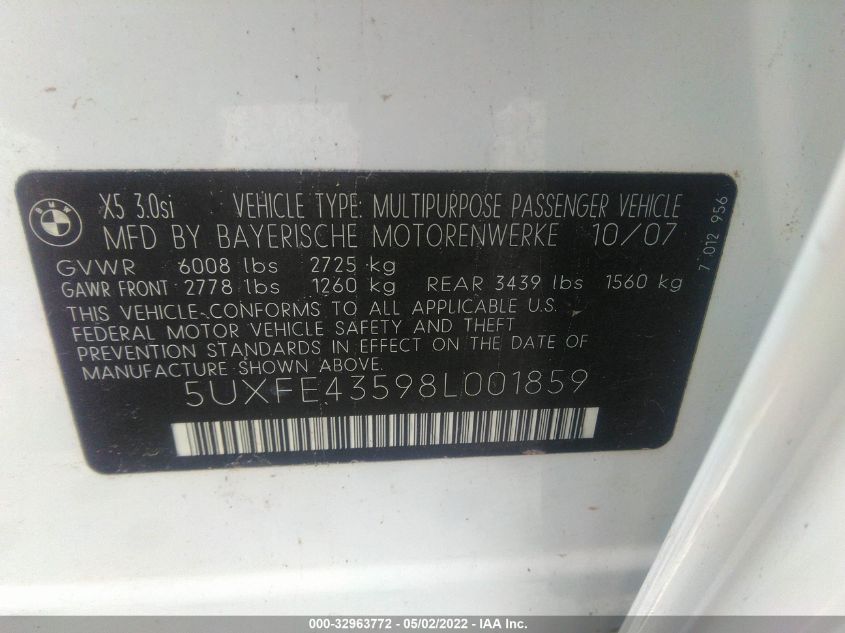 BMW
X5 3.0si VEHICLE TYPE: MULTIPURPOSE PASSENGER VEHICLE
MFD BY BAYERISCHE MOTORENWERKE 10/07
GVWR 6008 lbs 2725 kg
GAWR FRONT 2778 lbs 1260 kg REAR 3439 lbs 1560 kg
THIS VEHICLE CONFORMS TO ALL APPLICABLE U.S.
FEDERAL MOTOR VEHICLE SAFETY AND THEFT
PREVENTION STANDARDS IN EFFECT ON THE DATE OF
MANUFACTURE SHOWN ABOVE.
5UXFE43598L001859
7 012 956
000-32963772 - 05/02/2022 - IAA Inc.